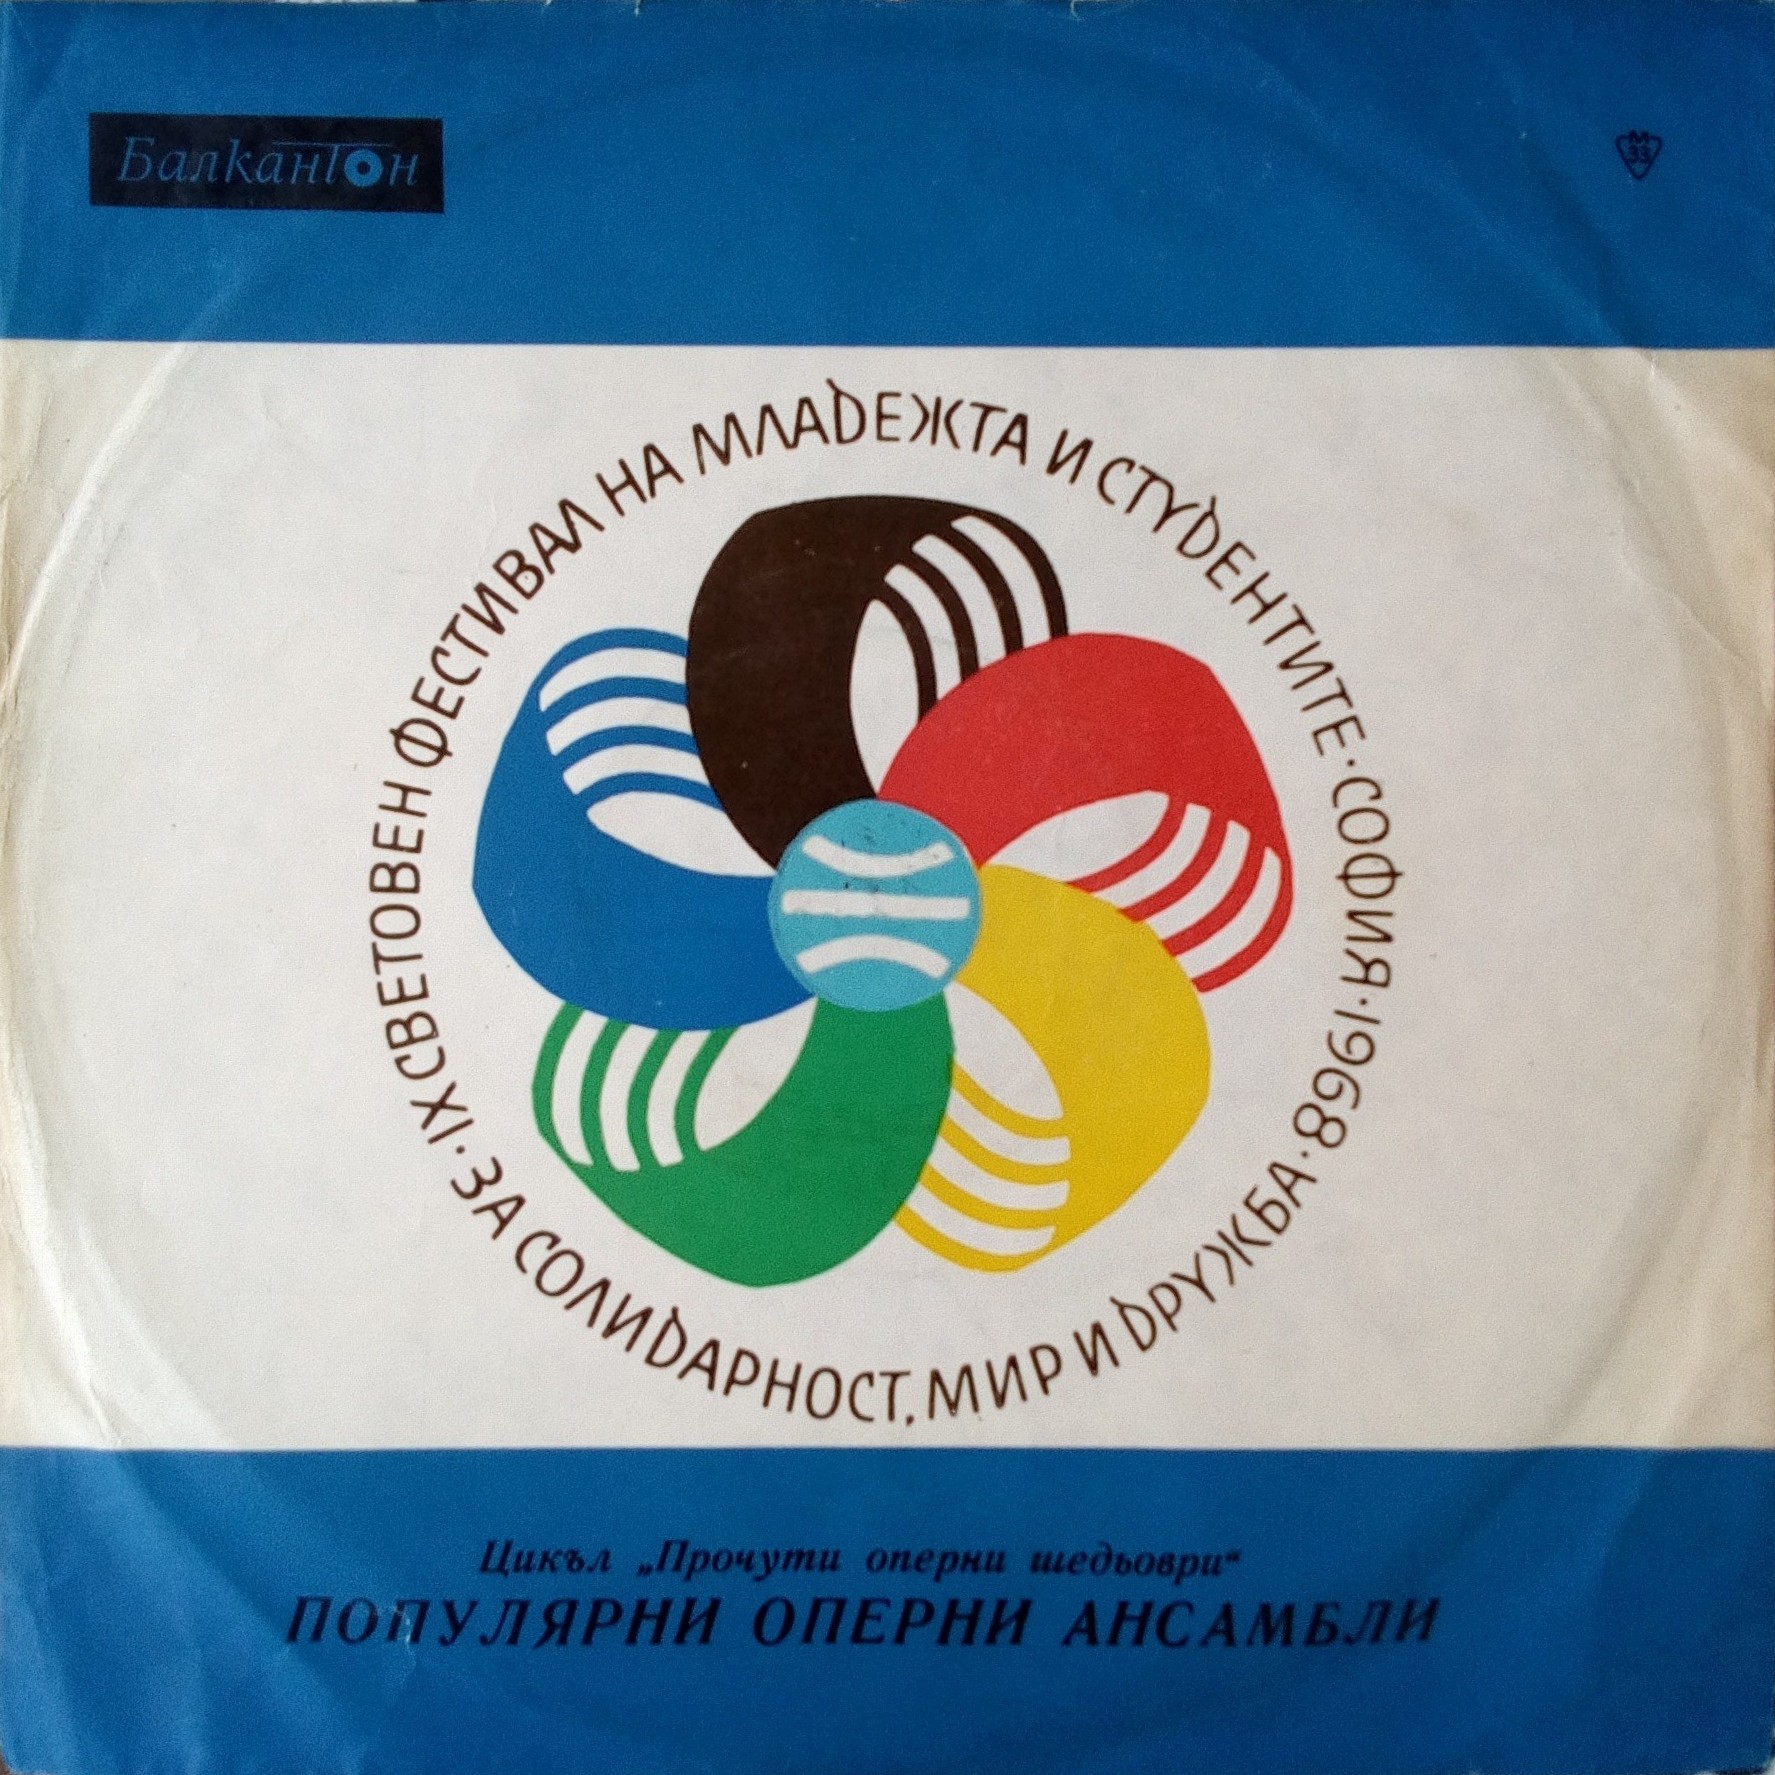 Балкантон
М
33
IX СВЕТОВЕН ФЕСТИВАЛ НА МЛАДЕЖТА И СТУДЕНТИТЕ · СОФИЯ · 1968 · ЗА СОЛИДАРНОСТ, МИР И ДРУЖБА ·
Цикъл „Прочути оперни шедьоври“
ПОПУЛЯРНИ ОПЕРНИ АНСАМБЛИ